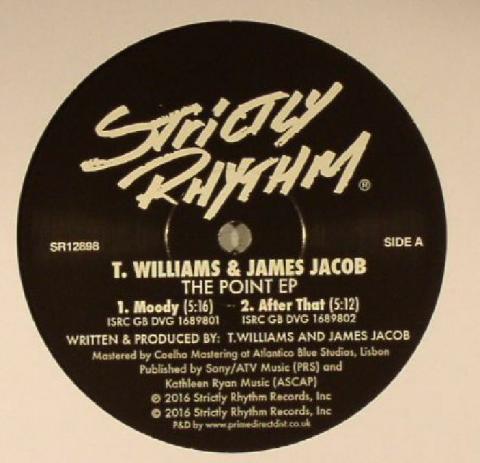 STRICTLY
RHYTHM ®
SR12898 SIDE A
T. WILLIAMS & JAMES JACOB
THE POINT EP
1. Moody (5:16) -- 2. After That (5:12)
ISRC GB DVG 1689801 ISRC GB DVG 1689802
WRITTEN & PRODUCED BY: T.WILLIAMS AND JAMES JACOB
Mastered by Coelho Mastering at Atlantico Blue Studios, Lisbon
Published by Sony/ATV Music (PRS) and
Kathleen Ryan Music (ASCAP)
℗ 2016 Strictly Rhythm Records, Inc
© 2016 Strictly Rhythm Records, Inc
P&D by www.primedirectdist.co.uk